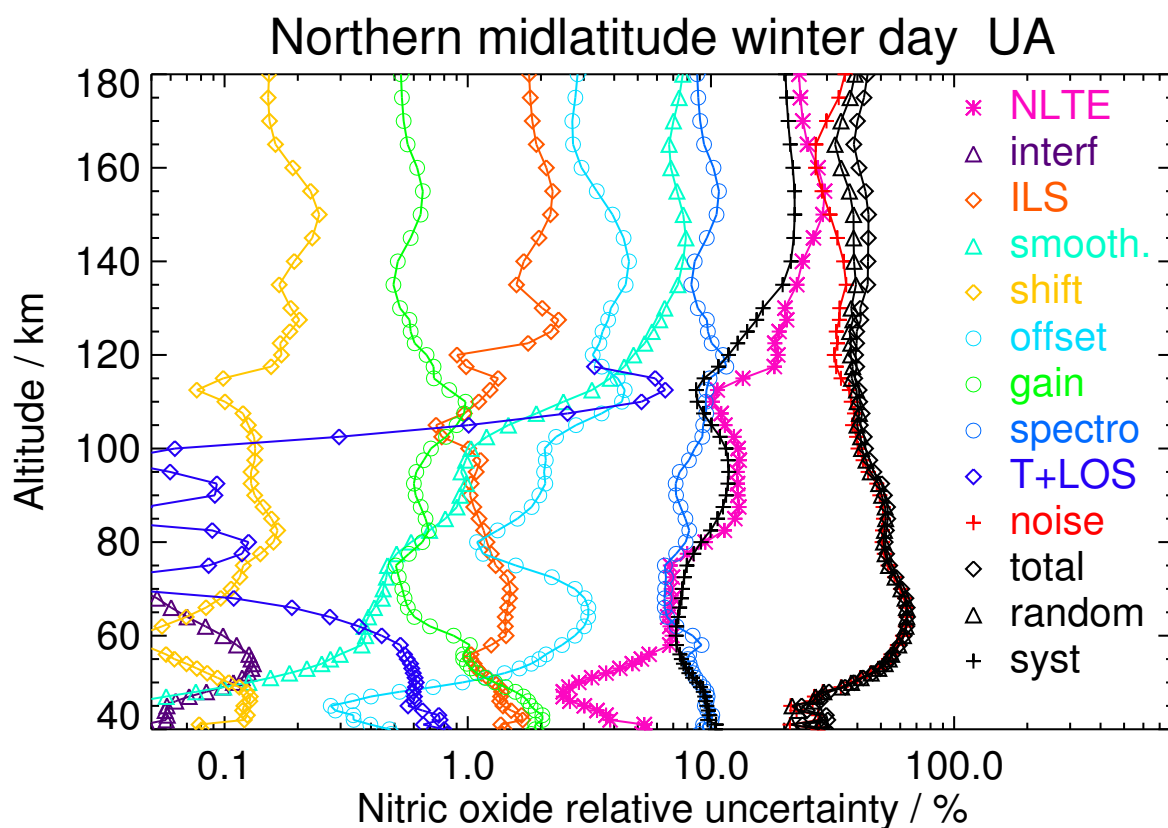 Northern midlatitude winter day UA
180
160
140
120
100
80
60
40
Altitude / km
NLTE
interf
ILS
smooth.
shift
offset
gain
spectro
T+LOS
noise
total
random
syst
0.1 1.0 10.0 100.0
Nitric oxide relative uncertainty / %